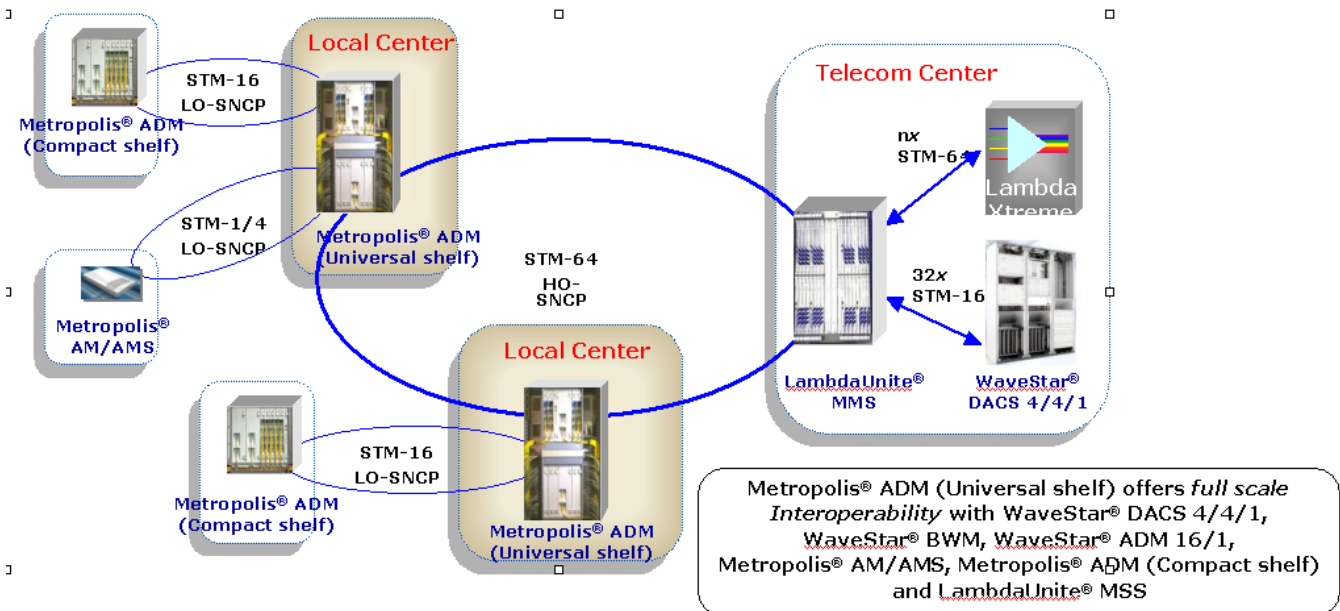 Local Center
STM-16
LO-SNCP
Metropolis® ADM
(Compact shelf)
STM-1/4
LO-SNCP
Metropolis® ADM
(Universal shelf)
Metropolis®
AM/AMS
STM-64
HO-
SNCP
Local Center
STM-16
LO-SNCP
Metropolis® ADM
(Compact shelf)
Metropolis® ADM
(Universal shelf)
Telecom Center
nx
STM-64
Lambda
Xtreme
32x
STM-16
LambdaUnite®
MMS
WaveStar®
DACS 4/4/1
Metropolis® ADM (Universal shelf) offers full scale
Interoperability with WaveStar® DACS 4/4/1,
WaveStar® BWM, WaveStar® ADM 16/1,
Metropolis® AM/AMS, Metropolis® ADM (Compact shelf)
and LambdaUnite® MSS